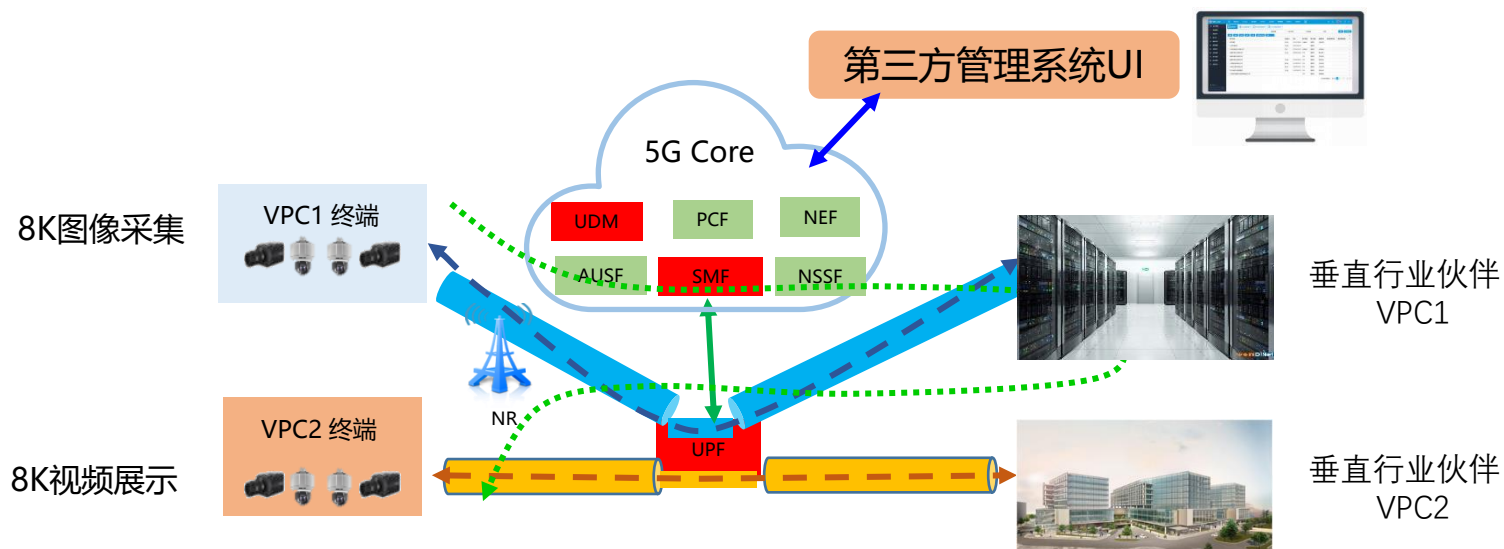 第三方管理系统UI
5G Core
UDM
PCF
NEF
AUSF
SMF
NSSF
8K图像采集
VPC1 终端
垂直行业伙伴
VPC1
NR
UPF
8K视频展示
VPC2 终端
垂直行业伙伴
VPC2